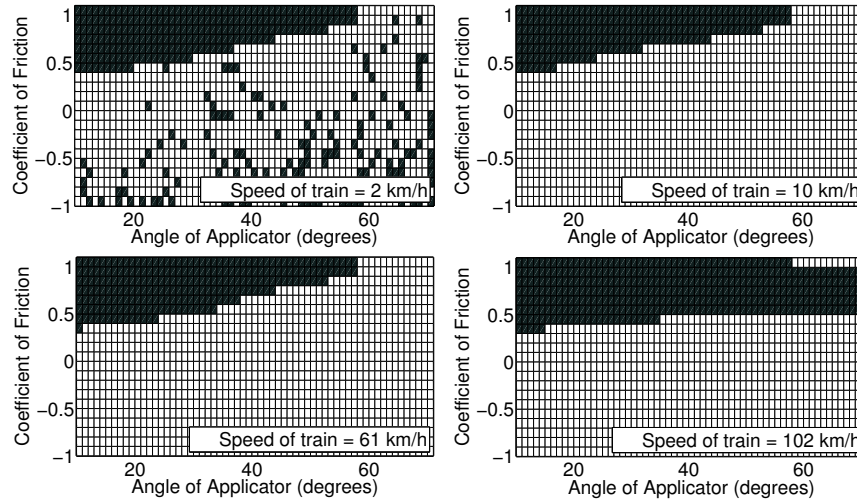 1
0.5
0
−0.5
−1
Coefficient of Friction
Speed of train = 2 km/h
20
40
60
Angle of Applicator (degrees)
1
0.5
0
−0.5
−1
Coefficient of Friction
Speed of train = 10 km/h
20
40
60
Angle of Applicator (degrees)
1
0.5
0
−0.5
−1
Coefficient of Friction
Speed of train = 61 km/h
20
40
60
Angle of Applicator (degrees)
1
0.5
0
−0.5
−1
Coefficient of Friction
Speed of train = 102 km/h
20
40
60
Angle of Applicator (degrees)